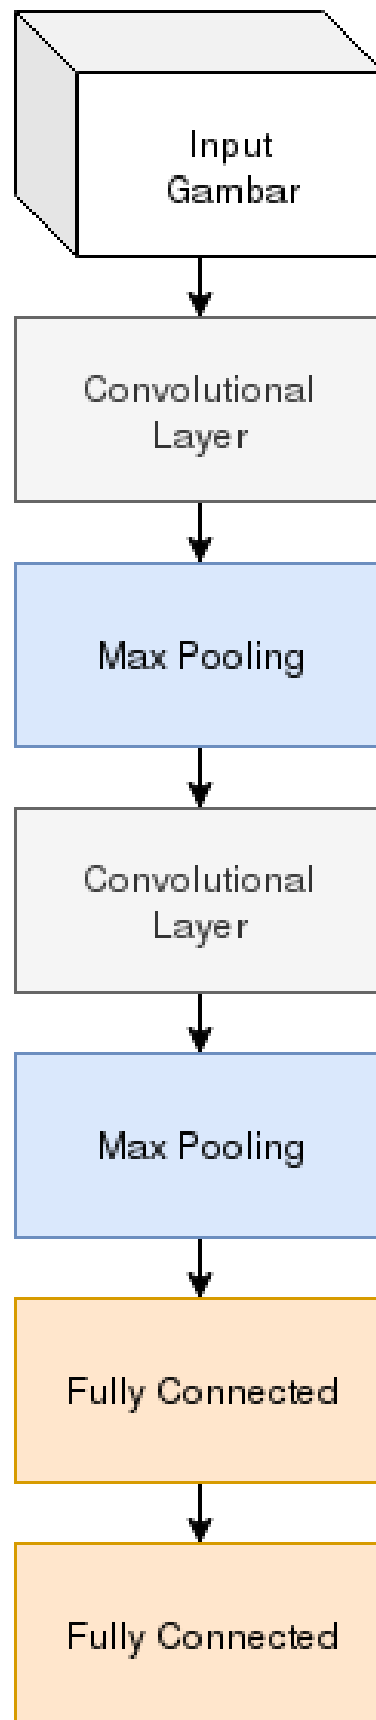 Input
Gambar
Convolutional
Layer
Max Pooling
Convolutional
Layer
Max Pooling
Fully Connected
Fully Connected